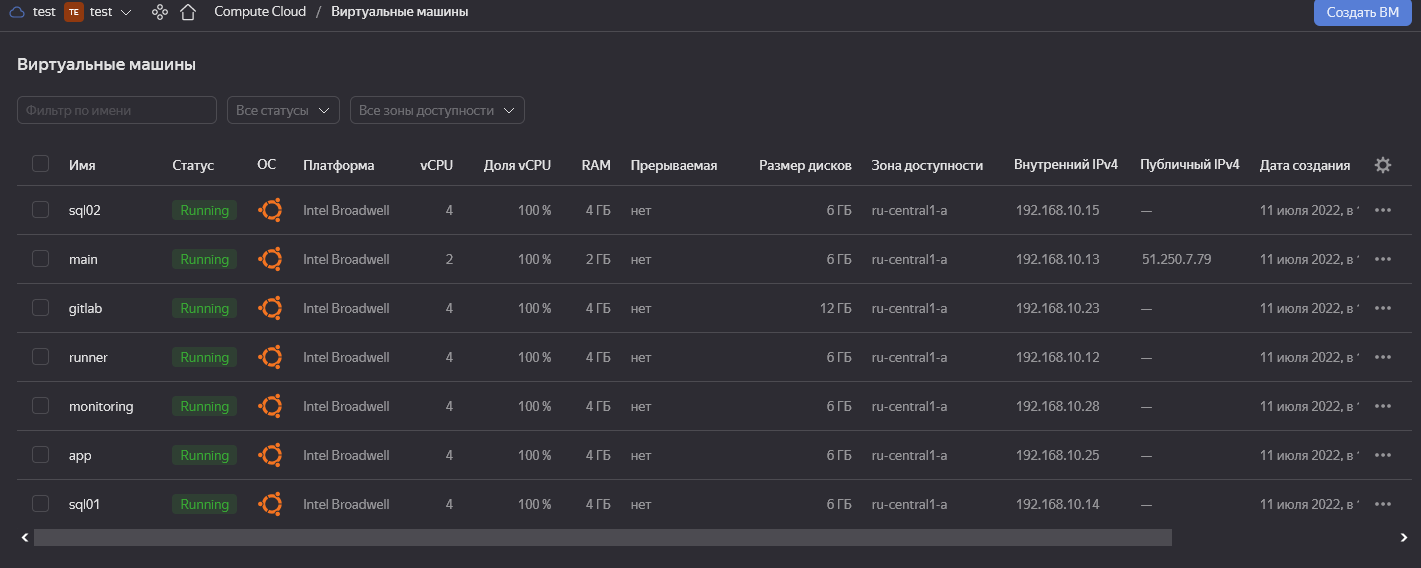 test TE test Compute Cloud / Виртуальные машины Создать ВМ
Виртуальные машины
Фильтр по имени Все статусы Все зоны доступности
Имя Статус ОС Платформа vCPU Доля vCPU RAM Прерываемая Размер дисков Зона доступности Внутренний IPv4 Публичный IPv4 Дата создания
sql02 Running Intel Broadwell 4 100 % 4 ГБ нет 6 ГБ ru-central1-a 192.168.10.15 — 11 июля 2022, в
main Running Intel Broadwell 2 100 % 2 ГБ нет 6 ГБ ru-central1-a 192.168.10.13 51.250.7.79 11 июля 2022, в
gitlab Running Intel Broadwell 4 100 % 4 ГБ нет 12 ГБ ru-central1-a 192.168.10.23 — 11 июля 2022, в
runner Running Intel Broadwell 4 100 % 4 ГБ нет 6 ГБ ru-central1-a 192.168.10.12 — 11 июля 2022, в
monitoring Running Intel Broadwell 4 100 % 4 ГБ нет 6 ГБ ru-central1-a 192.168.10.28 — 11 июля 2022, в
app Running Intel Broadwell 4 100 % 4 ГБ нет 6 ГБ ru-central1-a 192.168.10.25 — 11 июля 2022, в
sql01 Running Intel Broadwell 4 100 % 4 ГБ нет 6 ГБ ru-central1-a 192.168.10.14 — 11 июля 2022, в